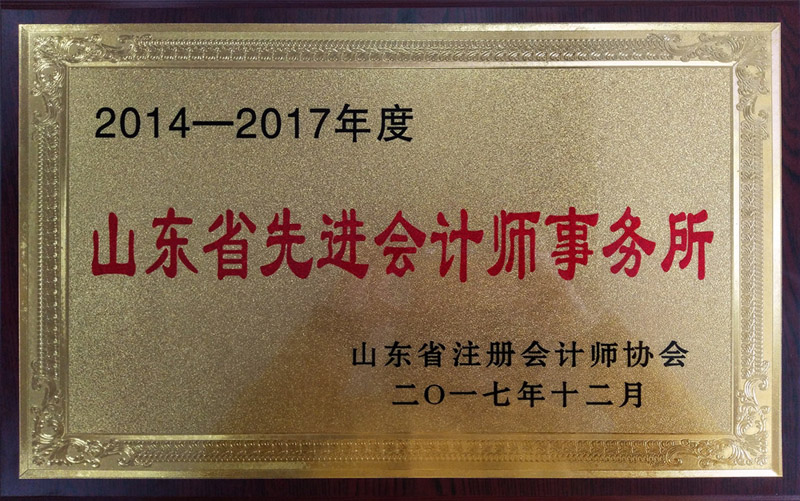 2014—2017年度
山东省先进会计师事务所
山东省注册会计师协会
二〇一七年十二月